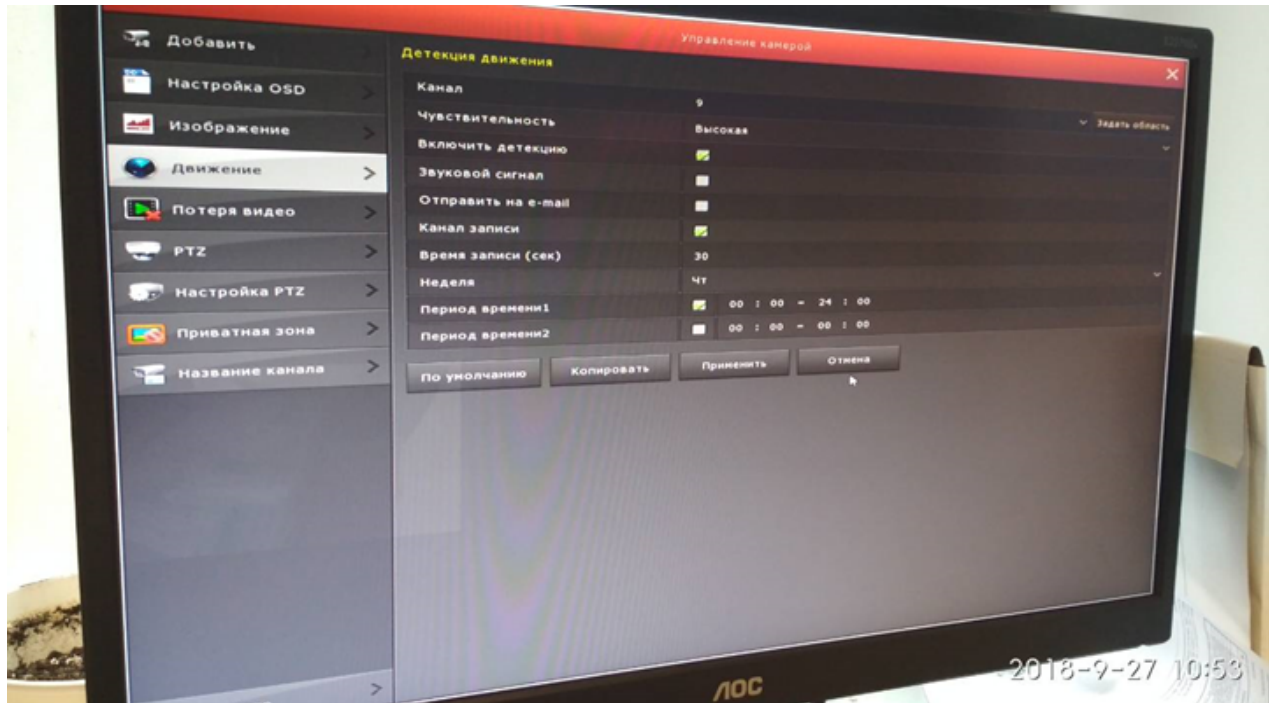 Управление камерой
Добавить
Настройка OSD
Изображение
Движение
Потеря видео
PTZ
Настройка PTZ
Приватная зона
Название канала
Детекция движения
Канал 9 Задать область
Чувствительность Высокая
Включить детекцию
Звуковой сигнал
Отправить на e-mail
Канал записи
Время записи (сек) 30
Неделя Чт
Период времени1 00 : 00 - 24 : 00
Период времени2 00 : 00 - 00 : 00
По умолчанию Копировать Применить Отмена
AOC
2018-9-27 10:53